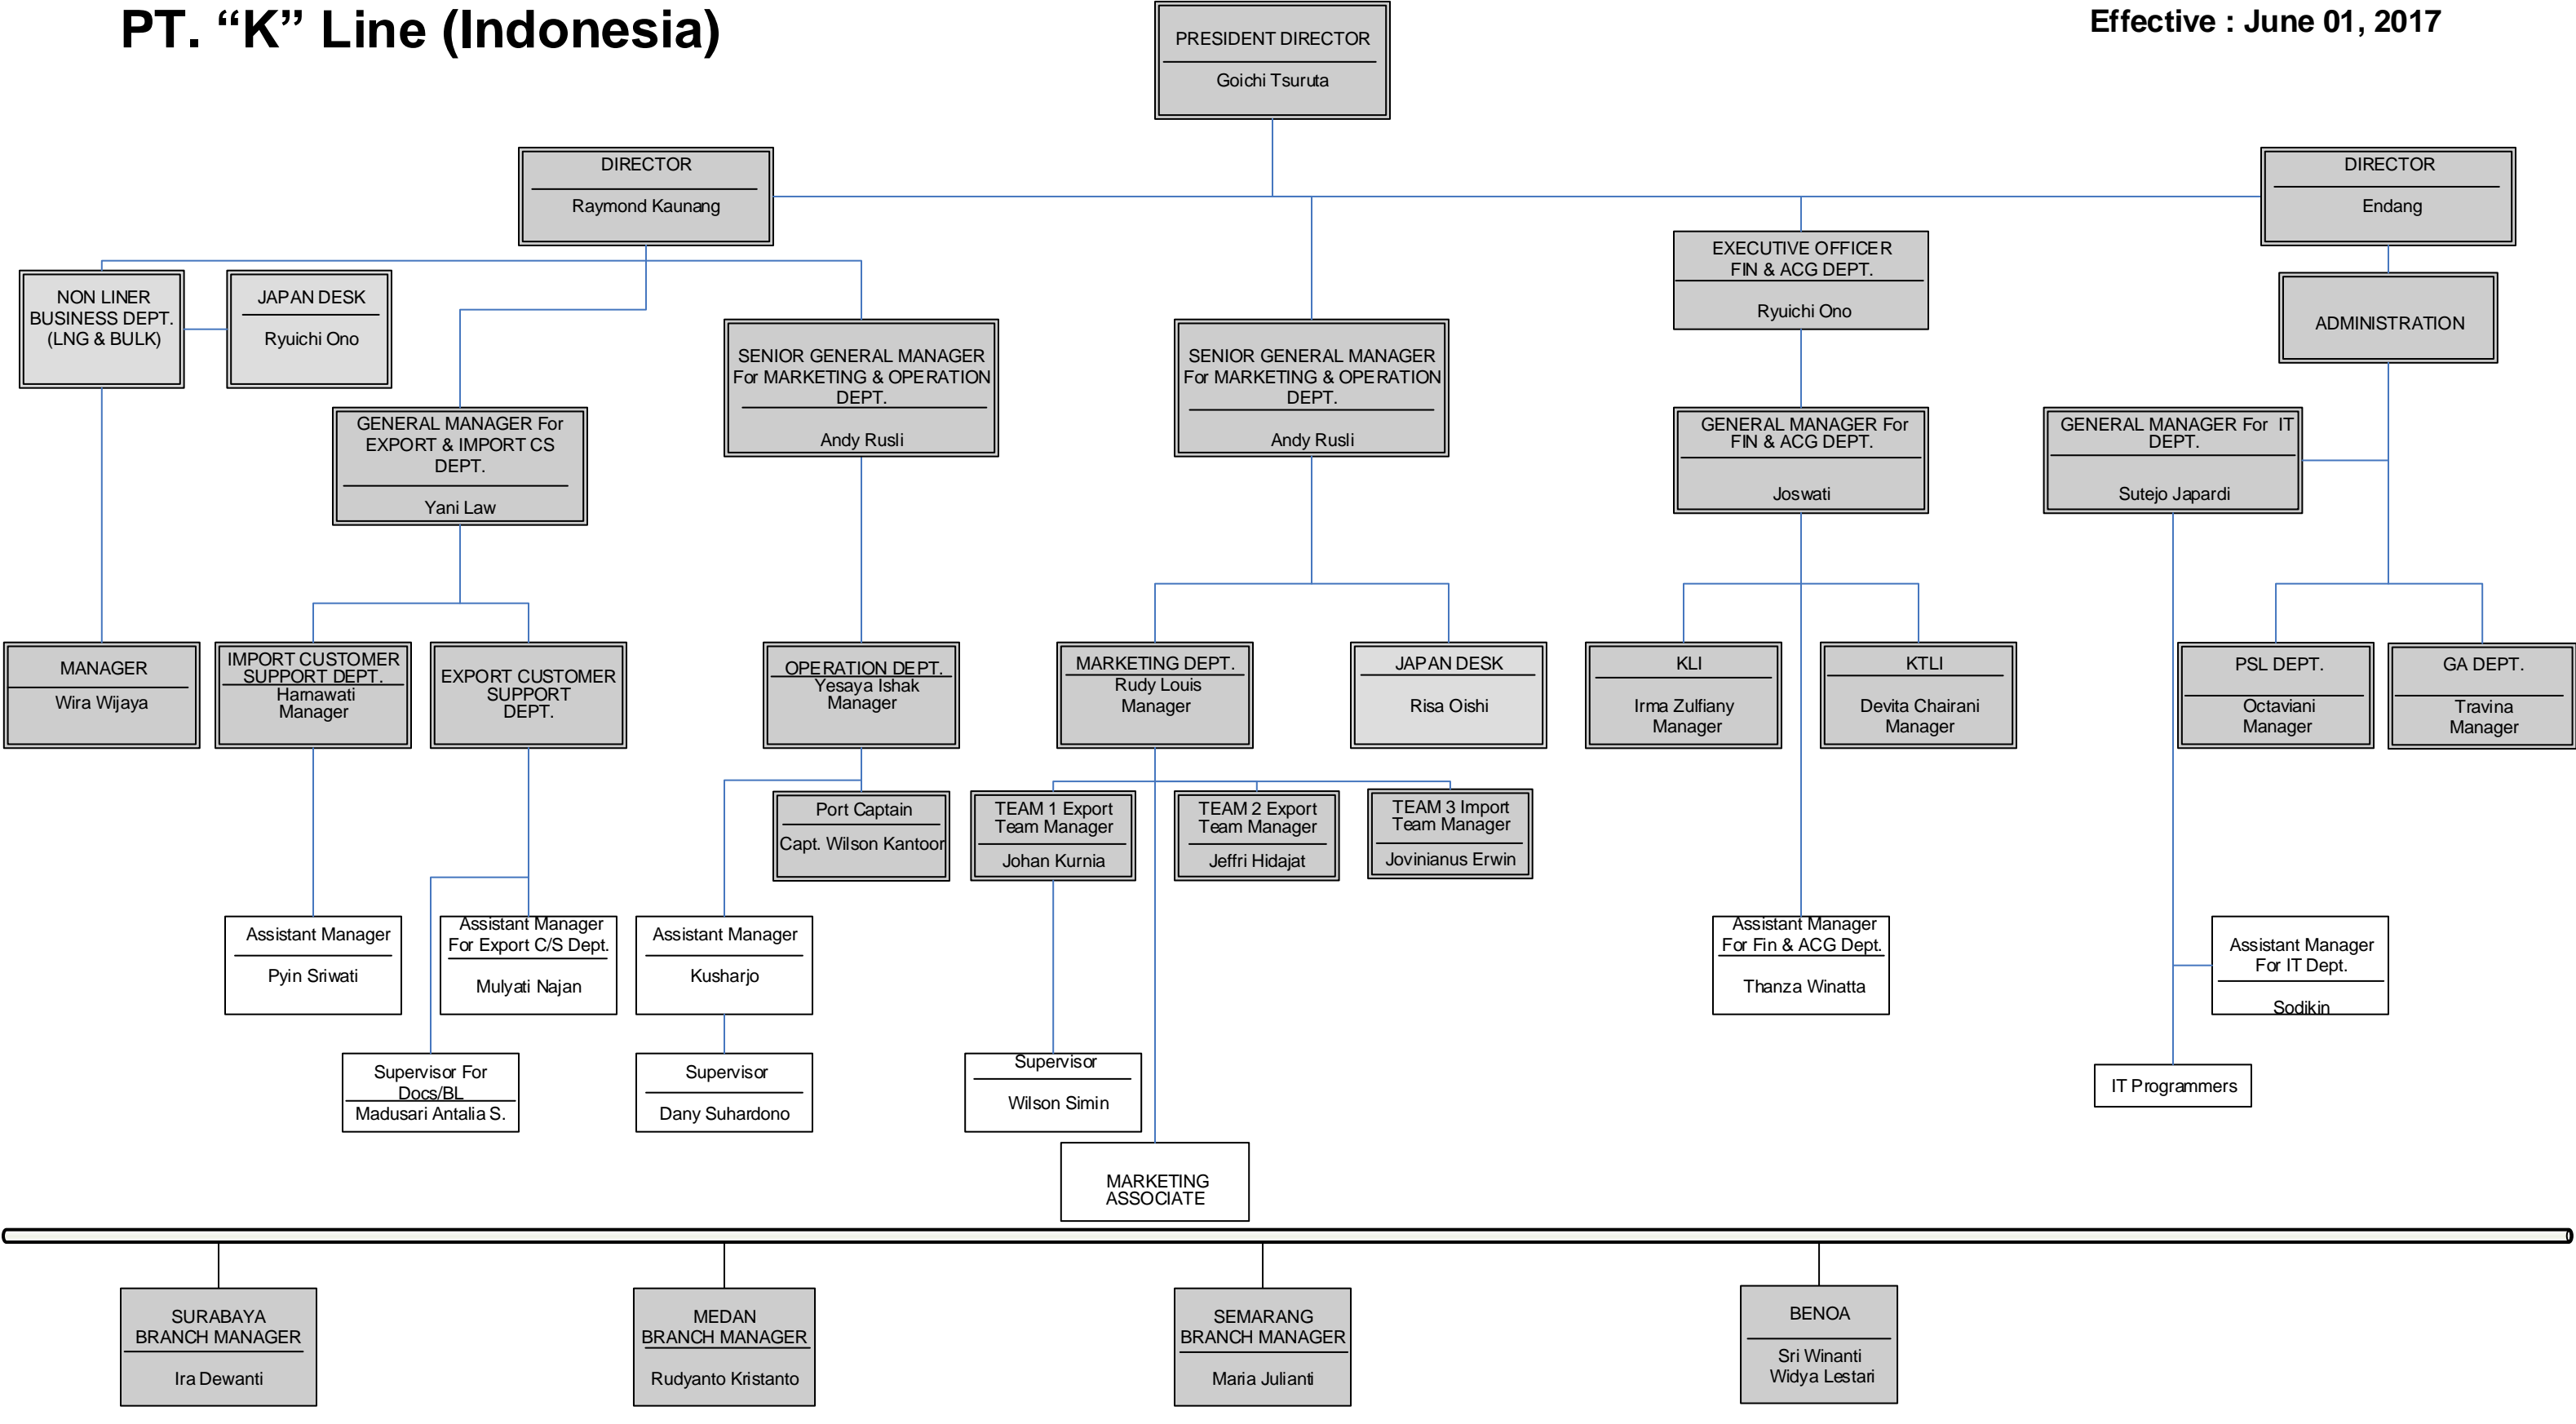 PT. “K” Line (Indonesia)
Effective : June 01, 2017
PRESIDENT DIRECTOR
Goichi Tsuruta
DIRECTOR
Raymond Kaunang
DIRECTOR
Endang
NON LINER
BUSINESS DEPT.
(LNG & BULK)
JAPAN DESK
Ryuichi Ono
EXECUTIVE OFFICER
FIN & ACG DEPT.
Ryuichi Ono
ADMINISTRATION
SENIOR GENERAL MANAGER
For MARKETING & OPERATION
DEPT.
Andy Rusli
SENIOR GENERAL MANAGER
For MARKETING & OPERATION
DEPT.
Andy Rusli
GENERAL MANAGER For
EXPORT & IMPORT CS
DEPT.
Yani Law
GENERAL MANAGER For
FIN & ACG DEPT.
Joswati
GENERAL MANAGER For IT
DEPT.
Sutejo Japardi
MANAGER
Wira Wijaya
IMPORT CUSTOMER
SUPPORT DEPT.
Harnawati
Manager
EXPORT CUSTOMER
SUPPORT
DEPT.
OPERATION DEPT.
Yesaya Ishak
Manager
MARKETING DEPT.
Rudy Louis
Manager
JAPAN DESK
Risa Oishi
KLI
Irma Zulfiany
Manager
KTLI
Devita Chairani
Manager
PSL DEPT.
Octaviani
Manager
GA DEPT.
Travina
Manager
Port Captain
Capt. Wilson Kantoor
TEAM 1 Export
Team Manager
Johan Kurnia
TEAM 2 Export
Team Manager
Jeffri Hidajat
TEAM 3 Import
Team Manager
Jovinianus Erwin
Assistant Manager
Pyin Sriwati
Assistant Manager
For Export C/S Dept.
Mulyati Najan
Assistant Manager
Kusharjo
Assistant Manager
For Fin & ACG Dept.
Thanza Winatta
Assistant Manager
For IT Dept.
Sodikin
Supervisor For
Docs/BL
Madusari Antalia S.
Supervisor
Dany Suhardono
Supervisor
Wilson Simin
IT Programmers
MARKETING
ASSOCIATE
SURABAYA
BRANCH MANAGER
Ira Dewanti
MEDAN
BRANCH MANAGER
Rudyanto Kristanto
SEMARANG
BRANCH MANAGER
Maria Julianti
BENOA
Sri Winanti
Widya Lestari